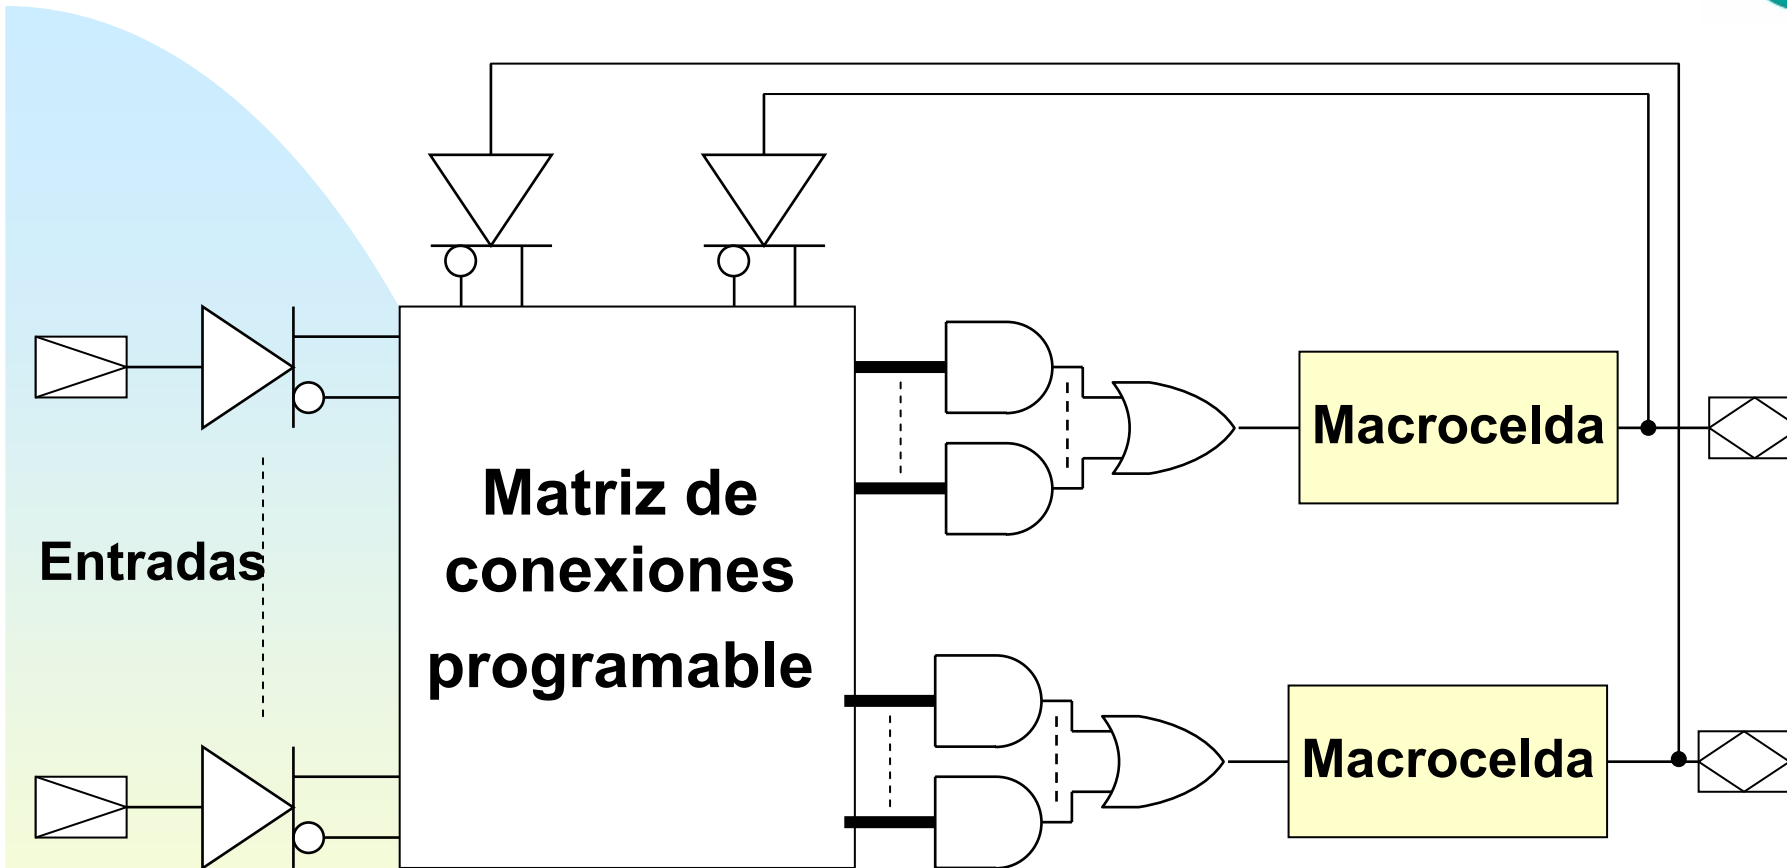 Entradas
Matriz de
conexiones
programable
Macrocelda
Macrocelda